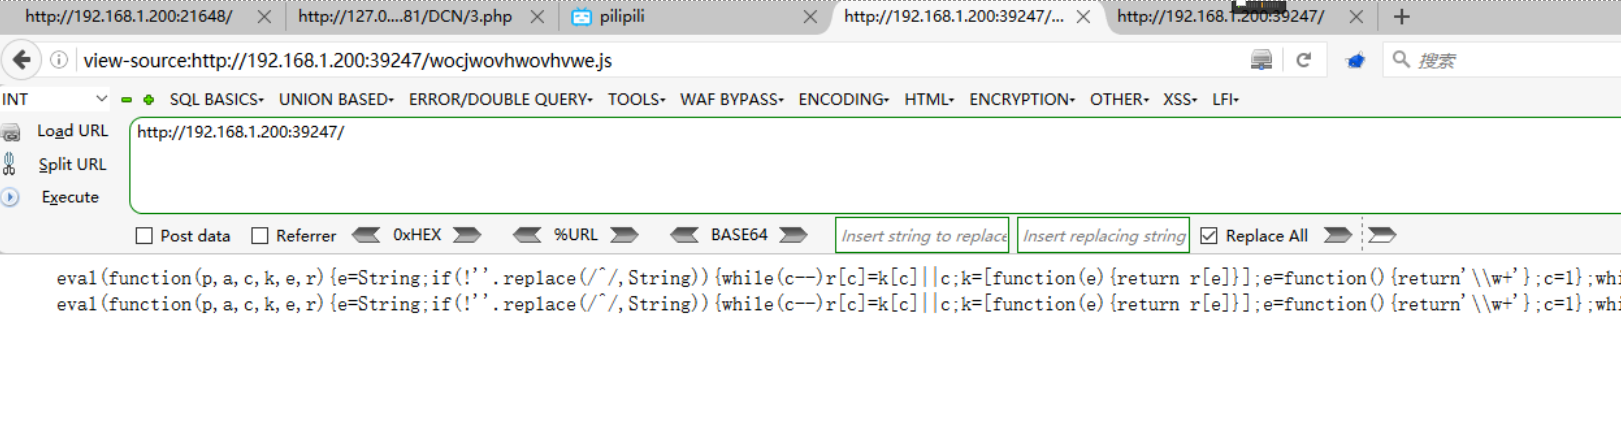 http://192.168.1.200:21648/ http://127.0....81/DCN/3.php pilipili http://192.168.1.200:39247/... http://192.168.1.200:39247/
view-source:http://192.168.1.200:39247/wocjwovhwovhvwe.js 搜索
INT SQL BASICS UNION BASED ERROR/DOUBLE QUERY TOOLS WAF BYPASS ENCODING HTML ENCRYPTION OTHER XSS LFI
Load URL http://192.168.1.200:39247/
Split URL
Execute
Post data Referrer 0xHEX %URL BASE64 Insert string to replace Insert replacing string Replace All
eval(function(p,a,c,k,e,r){e=String;if(!''.replace(/^/,String)){while(c--)r[c]=k[c]||c;k=[function(e){return r[e]}];e=function(){return'\\w+'};c=1};whi
eval(function(p,a,c,k,e,r){e=String;if(!''.replace(/^/,String)){while(c--)r[c]=k[c]||c;k=[function(e){return r[e]}];e=function(){return'\\w+'};c=1};whi